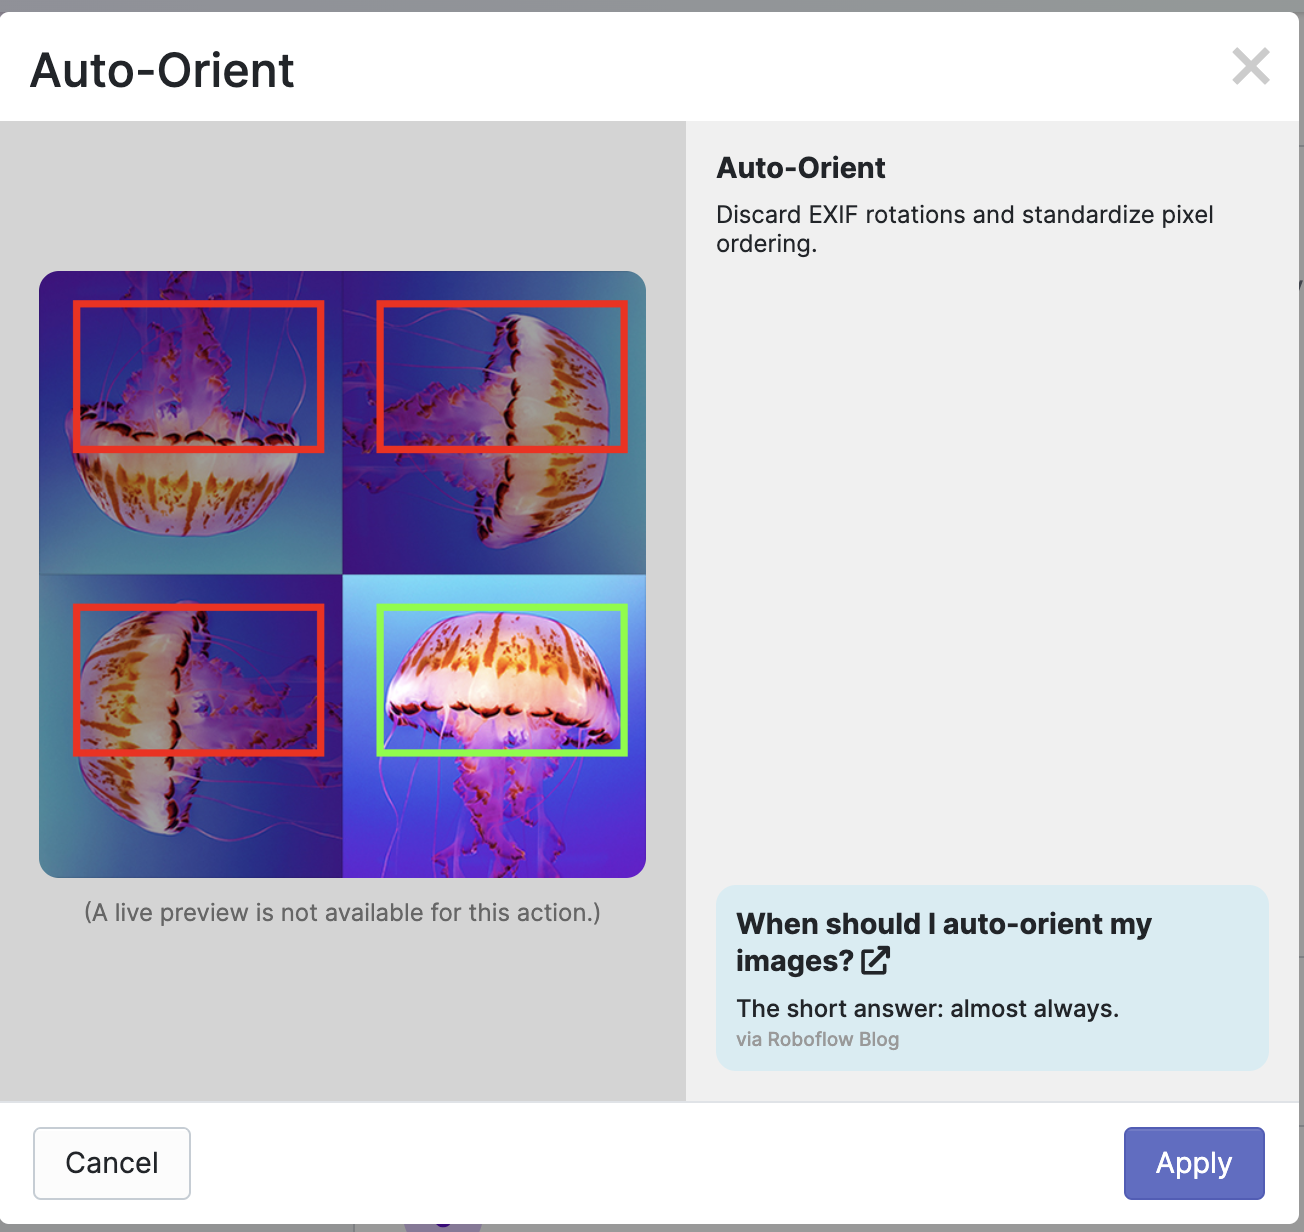 Auto-Orient
Auto-Orient
Discard EXIF rotations and standardize pixel
ordering.
(A live preview is not available for this action.)
When should I auto-orient my
images?
The short answer: almost always.
via Roboflow Blog
Cancel
Apply